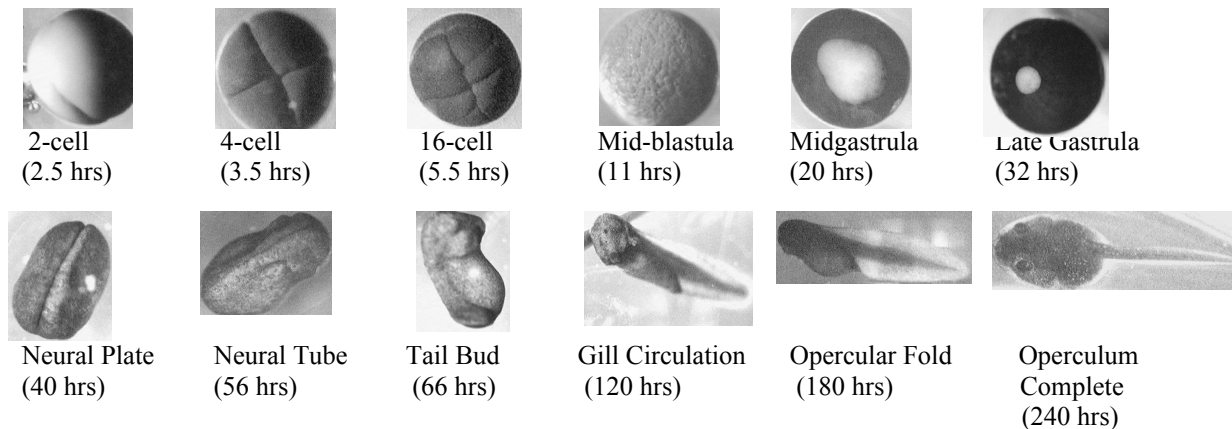 2-cell 4-cell 16-cell Mid-blastula Midgastrula Late Gastrula
(2.5 hrs) (3.5 hrs) (5.5 hrs) (11 hrs) (20 hrs) (32 hrs)
Neural Plate Neural Tube Tail Bud Gill Circulation Opercular Fold Operculum
(40 hrs) (56 hrs) (66 hrs) (120 hrs) (180 hrs) Complete
(240 hrs)